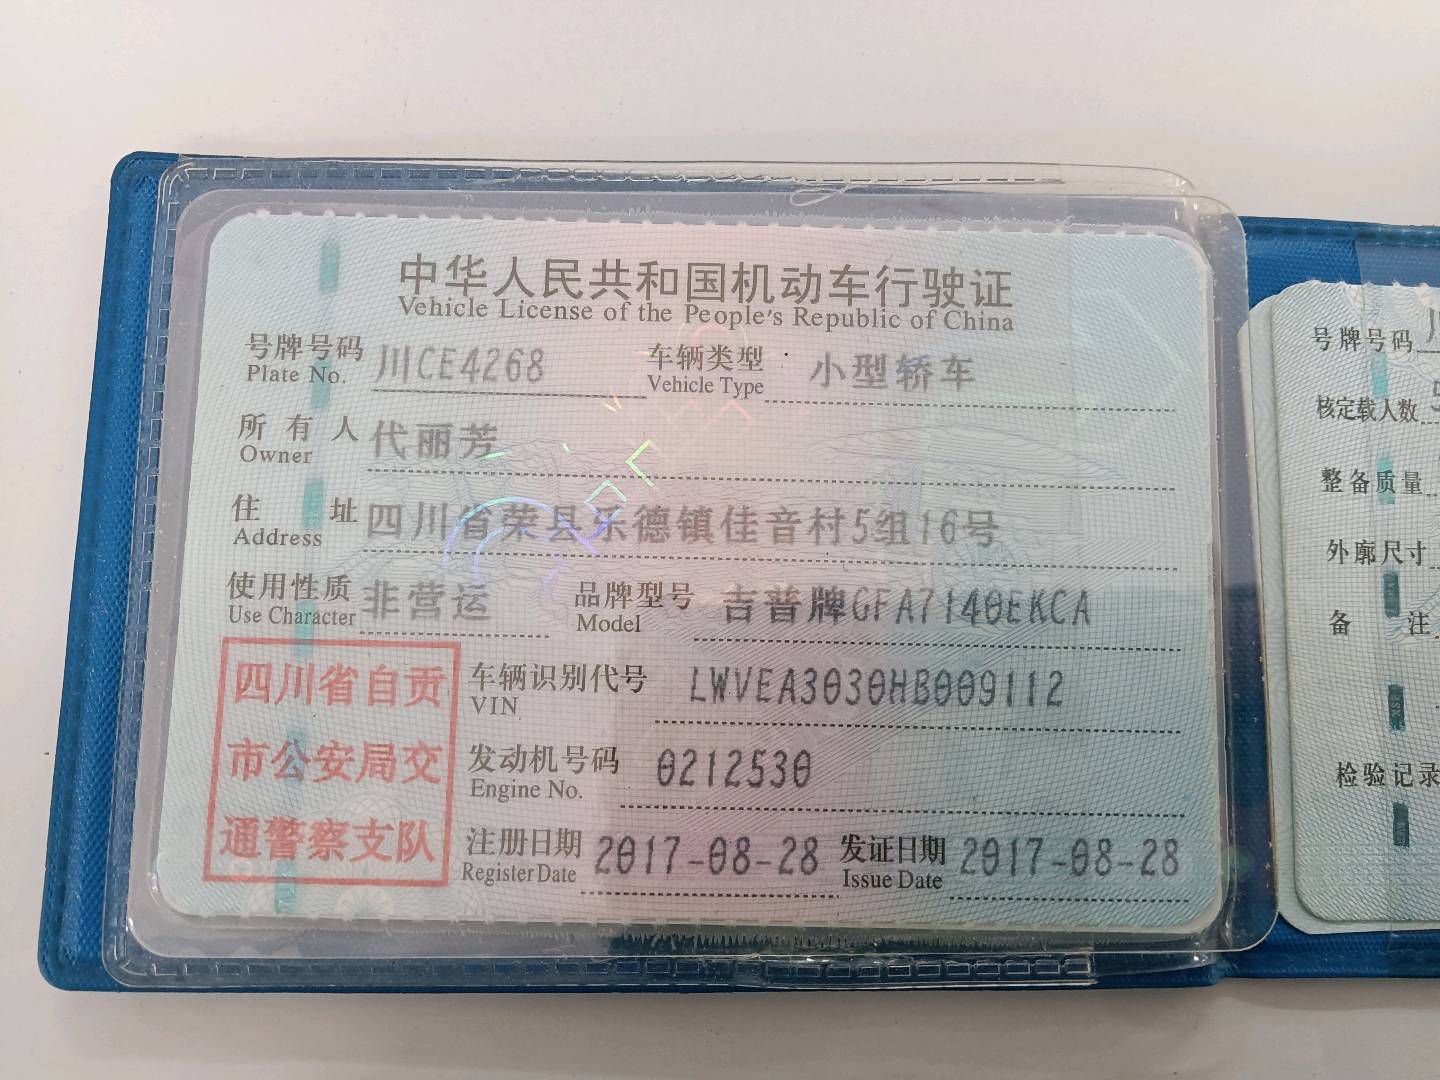 中华人民共和国机动车行驶证
Vehicle License of the People's Republic of China
号牌号码 川CE4268 车辆类型 小型轿车
Plate No. Vehicle Type
所有人 代丽芳
Owner
住址 四川省荣县乐德镇佳音村5组16号
Address
使用性质 非营运 品牌型号 吉普牌GFA7140EKCA
Use Character Model
四川省自贡
市公安局交
通警察支队
车辆识别代号 LWVEA3030HB009112
VIN
发动机号码 0212530
Engine No.
注册日期 2017-08-28 发证日期 2017-08-28
Register Date Issue Date
号牌号码
核定载人数
整备质量
外廓尺寸
备注
检验记录